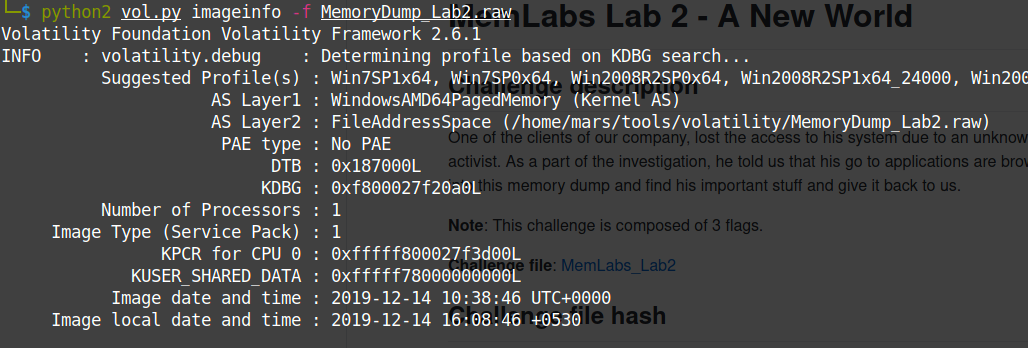 └─$ python2 vol.py imageinfo -f MemoryDump_Lab2.raw
MemLabs Lab 2 - A New World
Volatility Foundation Volatility Framework 2.6.1
INFO    : volatility.debug    : Determining profile based on KDBG search...
Suggested Profile(s) : Win7SP1x64, Win7SP0x64, Win2008R2SP0x64, Win2008R2SP1x64_24000, Win200
Challenge description
AS Layer1 : WindowsAMD64PagedMemory (Kernel AS)
AS Layer2 : FileAddressSpace (/home/mars/tools/volatility/MemoryDump_Lab2.raw)
One of the clients of our company, lost the access to his system due to an unknown
PAE type : No PAE
activist. As a part of the investigation, he told us that his go to applications are brow
DTB : 0x187000L
this memory dump and find his important stuff and give it back to us.
KDBG : 0xf800027f20a0L
Number of Processors : 1
Note: This challenge is composed of 3 flags.
Image Type (Service Pack) : 1
KPCR for CPU 0 : 0xfffff800027f3d00L
Challenge file: MemLabs_Lab2
KUSER_SHARED_DATA : 0xfffff78000000000L
Image date and time : 2019-12-14 10:38:46 UTC+0000
Image local date and time : 2019-12-14 16:08:46 +0530
Challenge file hash